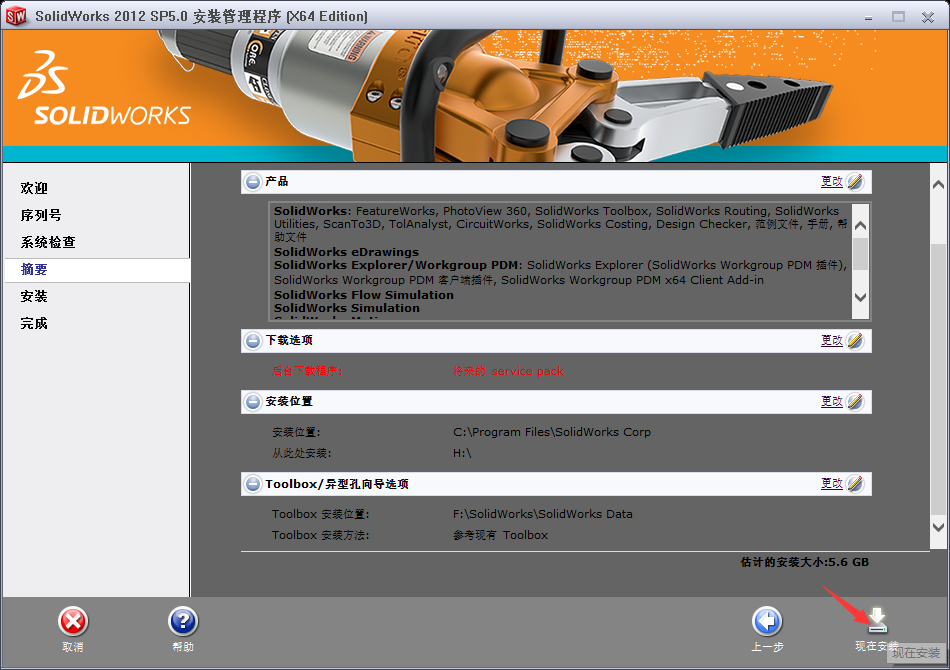 SolidWorks 2012 SP5.0 安装管理程序 (X64 Edition)
SOLIDWORKS
WARNING
欢迎
序列号
系统检查
摘要
安装
完成
产品 更改
SolidWorks: FeatureWorks, PhotoView 360, SolidWorks Toolbox, SolidWorks Routing, SolidWorks
Utilities, ScanTo3D, TolAnalyst, CircuitWorks, SolidWorks Costing, Design Checker, 范例文件, 手册, 帮
助文件
SolidWorks eDrawings
SolidWorks Explorer/Workgroup PDM: SolidWorks Explorer (SolidWorks Workgroup PDM 插件),
SolidWorks Workgroup PDM 客户端插件, SolidWorks Workgroup PDM x64 Client Add-in
SolidWorks Flow Simulation
SolidWorks Simulation
下载选项 更改
后台下载程序: 将来的 service pack
安装位置 更改
安装位置: C:\Program Files\SolidWorks Corp
从此处安装: H:\
Toolbox/异型孔向导选项 更改
Toolbox 安装位置: F:\SolidWorks\SolidWorks Data
Toolbox 安装方法: 参考现有 Toolbox
估计的安装大小:5.6 GB
取消
帮助
上一步
现在安装
现在安装